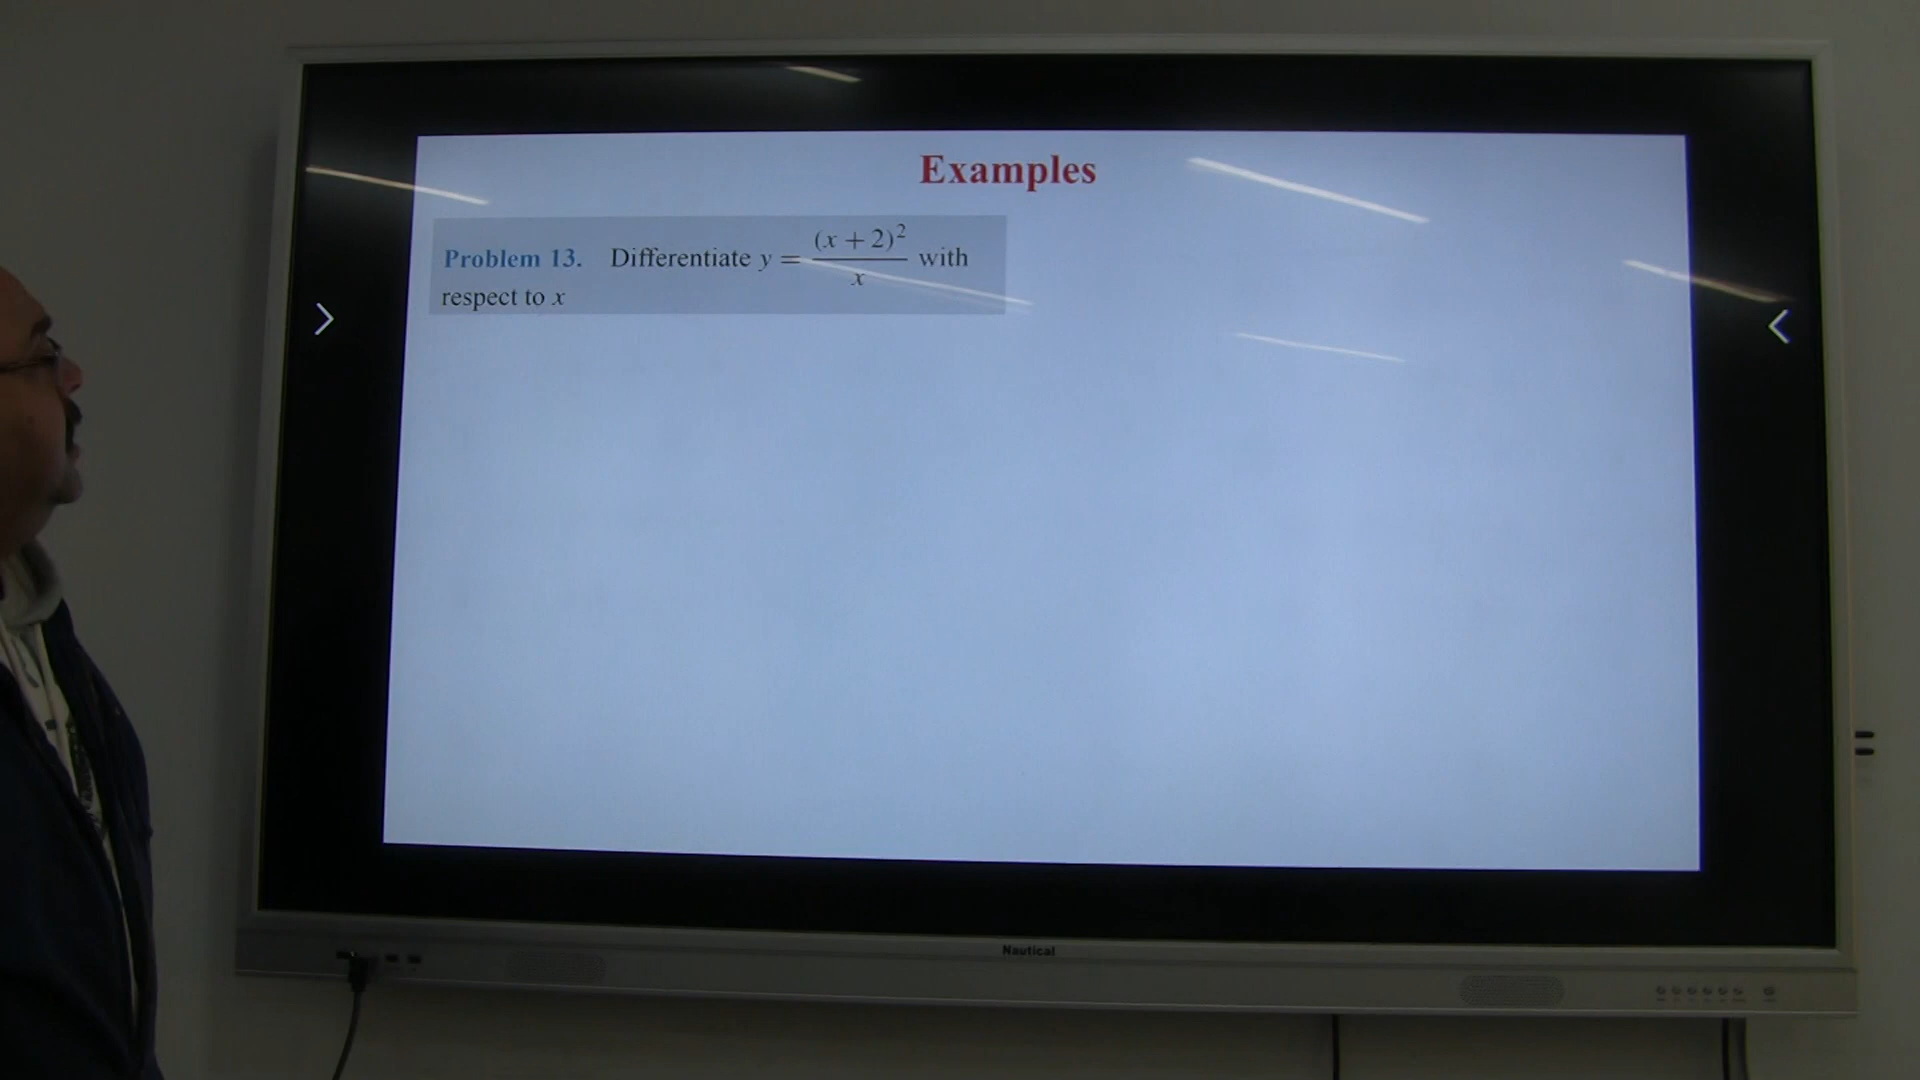 Examples
Problem 13. Differentiate y = (x + 2)² / x with
respect to x
Nautical